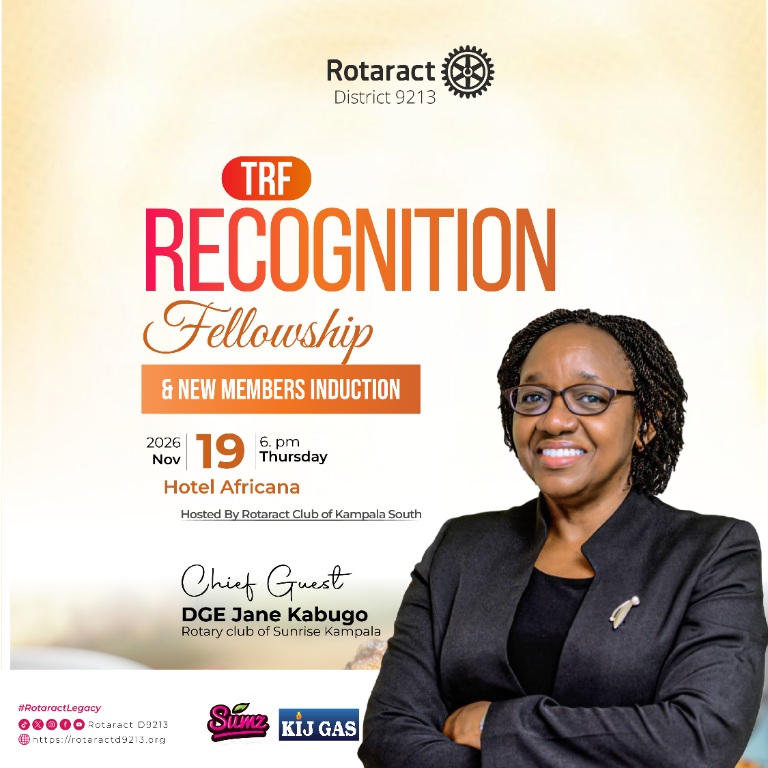 Rotaract
District 9213
TRF
RECOGNITION
Fellowship
& NEW MEMBERS INDUCTION
2026
Nov
19
6. pm
Thursday
Hotel Africana
Hosted By Rotaract Club of Kampala South
Chief Guest
DGE Jane Kabugo
Rotary club of Sunrise Kampala
#RotaractLegacy
Rotaract D9213
https://rotaractd9213.org
Sumz
KIJ GAS